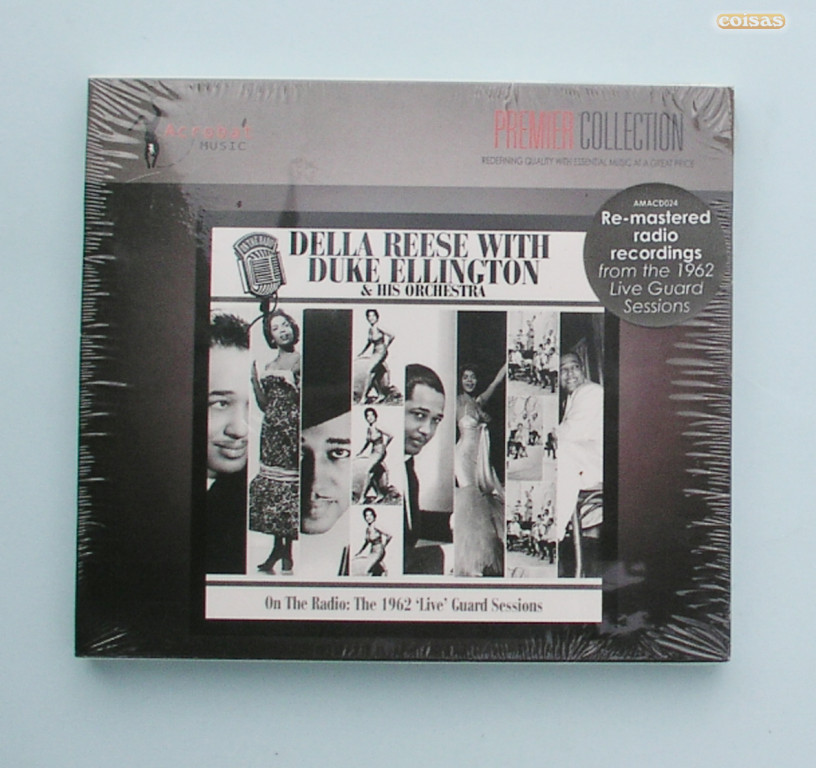 coisas
Acrobat
MUSIC
PREMIER COLLECTION
REDEFINING QUALITY WITH ESSENTIAL MUSIC AT A GREAT PRICE
AMACD024
Re-mastered
radio
recordings
from the 1962
Live Guard
Sessions
ON THE RADIO
DELLA REESE WITH
DUKE ELLINGTON
& HIS ORCHESTRA
On The Radio: The 1962 'Live' Guard Sessions